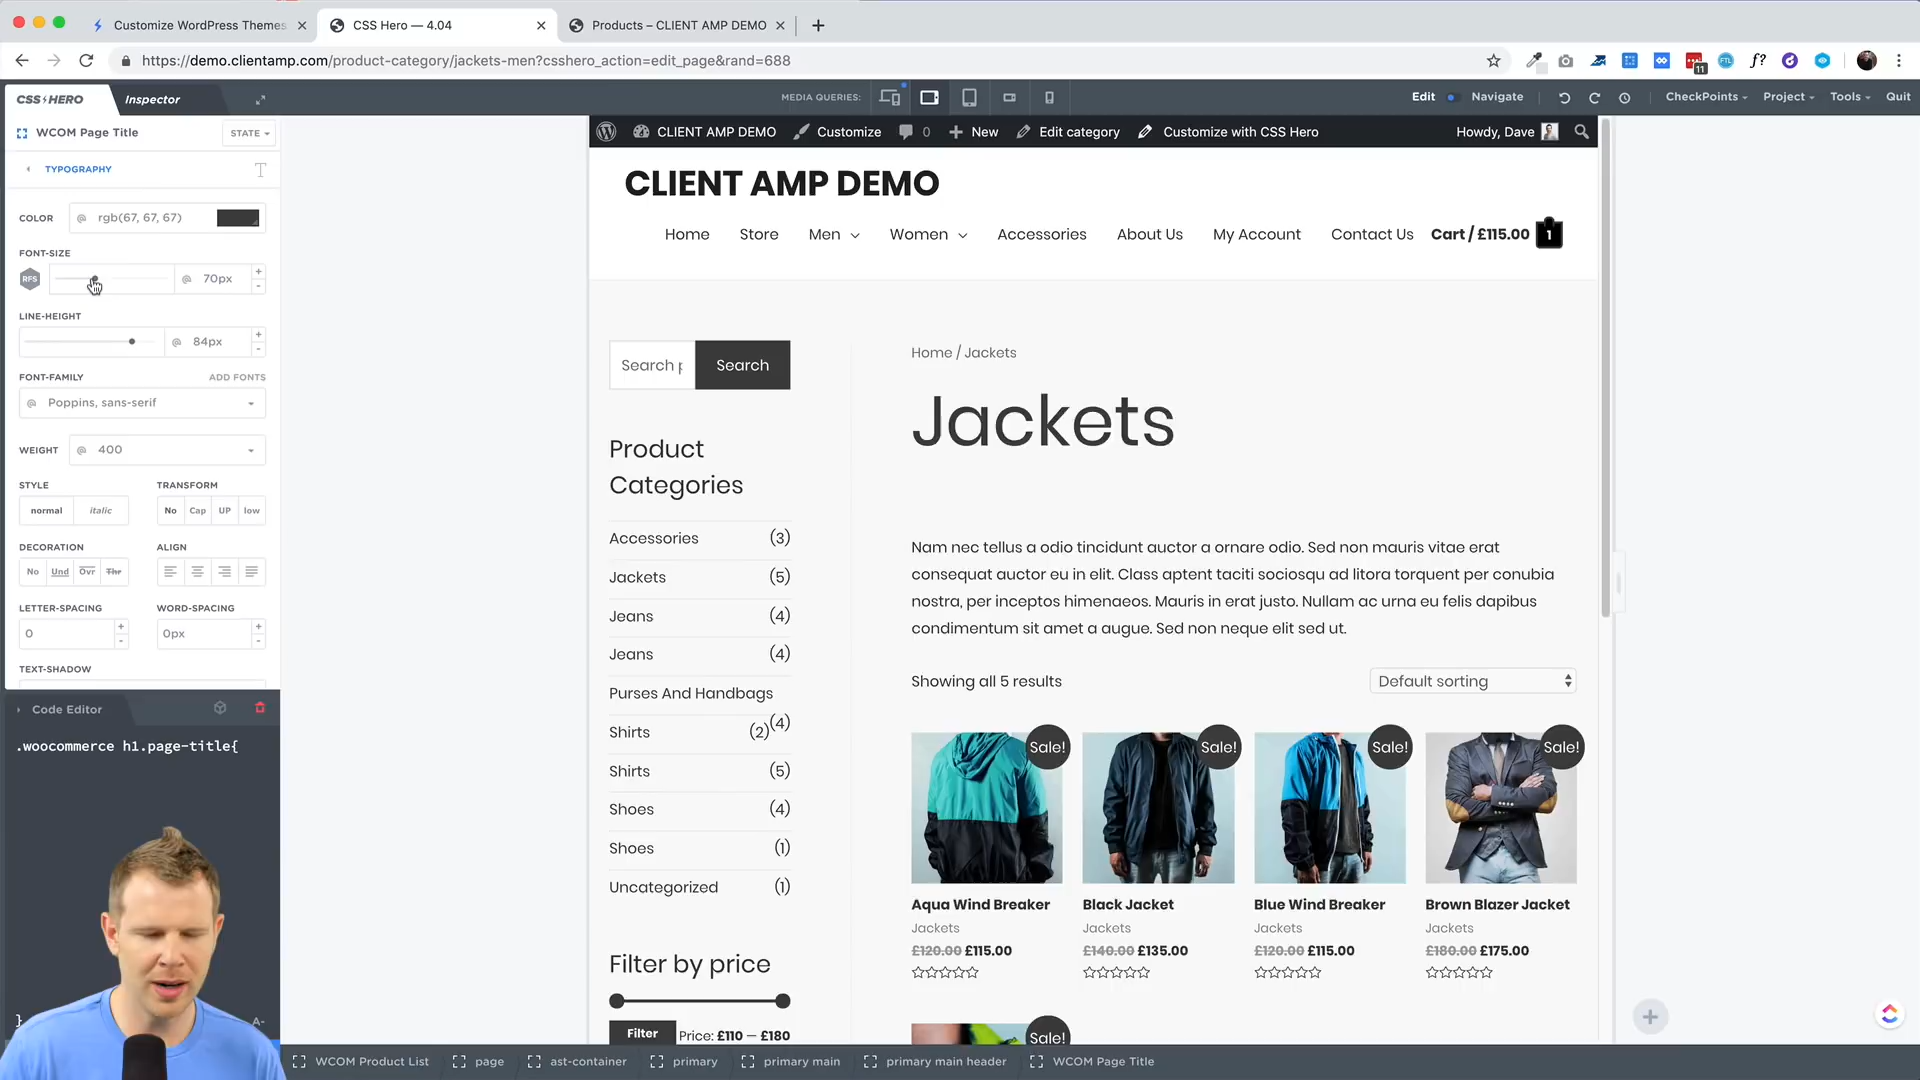 Customize WordPress Themes
CSS Hero — 4.04
Products – CLIENT AMP DEMO
https://demo.clientamp.com/product-category/jackets-men?csshero_action=edit_page&rand=688
11
FTL
f?
CSS HERO
Inspector
MEDIA QUERIES:
Edit
Navigate
CheckPoints
Project
Tools
Quit
WCOM Page Title
STATE
CLIENT AMP DEMO
Customize
0
New
Edit category
Customize with CSS Hero
Howdy, Dave
TYPOGRAPHY
T
COLOR
@ rgb(67, 67, 67)
FONT-SIZE
RFS
@ 70px
+
-
LINE-HEIGHT
@ 84px
+
-
FONT-FAMILY
ADD FONTS
@ Poppins, sans-serif
WEIGHT
@ 400
STYLE
TRANSFORM
normal
italic
No
Cap
UP
low
DECORATION
ALIGN
No
Und
Ovr
Thr
LETTER-SPACING
WORD-SPACING
0
+
-
0px
+
-
TEXT-SHADOW
Code Editor
.woocommerce h1.page-title{
}
A-
CLIENT AMP DEMO
Home
Store
Men
Women
Accessories
About Us
My Account
Contact Us
Cart / £115.00
1
Search p
Search
Product
Categories
Accessories (3)
Jackets (5)
Jeans (4)
Jeans (4)
Purses And Handbags
(4)
Shirts (2)
Shirts (5)
Shoes (4)
Shoes (1)
Uncategorized (1)
Filter by price
Filter
Price: £110 — £180
Home / Jackets
Jackets
Nam nec tellus a odio tincidunt auctor a ornare odio. Sed non mauris vitae erat
consequat auctor eu in elit. Class aptent taciti sociosqu ad litora torquent per conubia
nostra, per inceptos himenaeos. Mauris in erat justo. Nullam ac urna eu felis dapibus
condimentum sit amet a augue. Sed non neque elit sed ut.
Showing all 5 results
Default sorting
Sale!
Sale!
Sale!
Sale!
Aqua Wind Breaker
Jackets
£120.00 £115.00
Black Jacket
Jackets
£140.00 £135.00
Blue Wind Breaker
Jackets
£120.00 £115.00
Brown Blazer Jacket
Jackets
£180.00 £175.00
Sale!
WCOM Product List
page
ast-container
primary
primary main
primary main header
WCOM Page Title